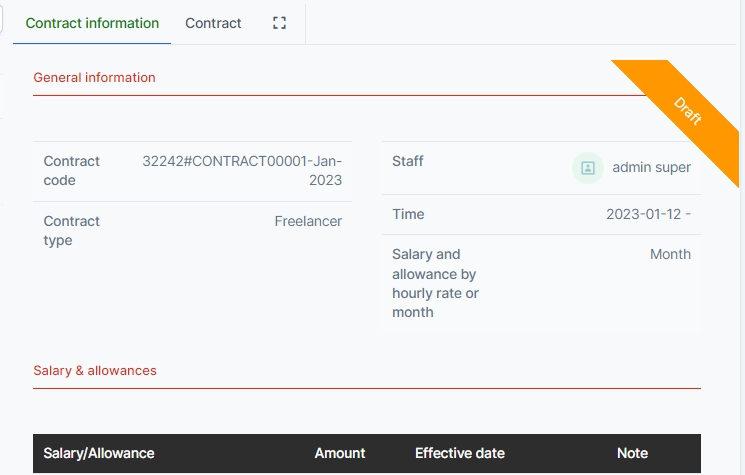 Contract information
Contract
General information
Draft
Contract
code
32242#CONTRACT00001-Jan-
2023
Contract
type
Freelancer
Staff
admin super
Time
2023-01-12 -
Salary and
allowance by
hourly rate or
month
Month
Salary & allowances
Salary/Allowance Amount Effective date Note